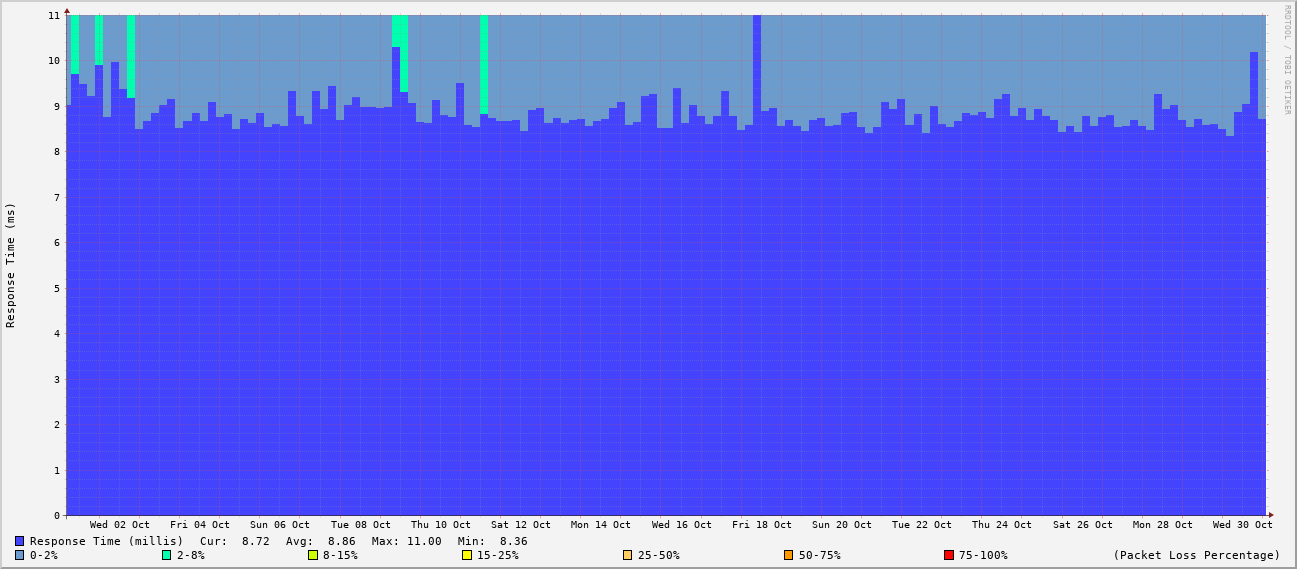 RRDTOOL / TOBI OETIKER
11
10
9
8
7
6
5
4
3
2
1
0
Response Time (ms)
Wed 02 Oct Fri 04 Oct Sun 06 Oct Tue 08 Oct Thu 10 Oct Sat 12 Oct Mon 14 Oct Wed 16 Oct Fri 18 Oct Sun 20 Oct Tue 22 Oct Thu 24 Oct Sat 26 Oct Mon 28 Oct Wed 30 Oct
Response Time (millis) Cur: 8.72 Avg: 8.86 Max: 11.00 Min: 8.36
0-2% 2-8% 8-15% 15-25% 25-50% 50-75% 75-100% (Packet Loss Percentage)